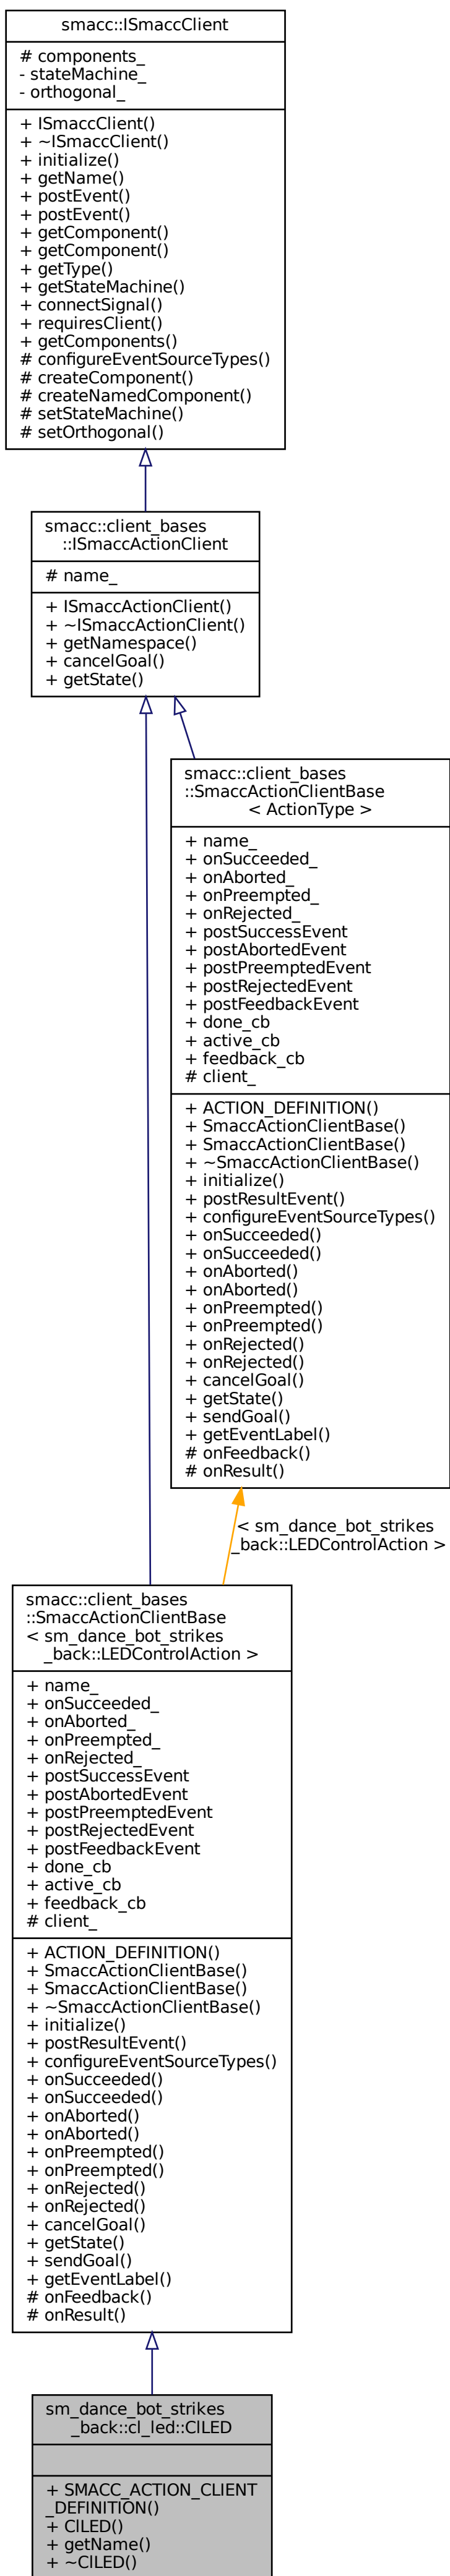 smacc::ISmaccClient
# components_
- stateMachine_
- orthogonal_
+ ISmaccClient()
+ ~ISmaccClient()
+ initialize()
+ getName()
+ postEvent()
+ postEvent()
+ getComponent()
+ getComponent()
+ getType()
+ getStateMachine()
+ connectSignal()
+ requiresClient()
+ getComponents()
# configureEventSourceTypes()
# createComponent()
# createNamedComponent()
# setStateMachine()
# setOrthogonal()
smacc::client_bases
::ISmaccActionClient
# name_
+ ISmaccActionClient()
+ ~ISmaccActionClient()
+ getNamespace()
+ cancelGoal()
+ getState()
smacc::client_bases
::SmaccActionClientBase
< ActionType >
+ name_
+ onSucceeded_
+ onAborted_
+ onPreempted_
+ onRejected_
+ postSuccessEvent
+ postAbortedEvent
+ postPreemptedEvent
+ postRejectedEvent
+ postFeedbackEvent
+ done_cb
+ active_cb
+ feedback_cb
# client_
+ ACTION_DEFINITION()
+ SmaccActionClientBase()
+ SmaccActionClientBase()
+ ~SmaccActionClientBase()
+ initialize()
+ postResultEvent()
+ configureEventSourceTypes()
+ onSucceeded()
+ onSucceeded()
+ onAborted()
+ onAborted()
+ onPreempted()
+ onPreempted()
+ onRejected()
+ onRejected()
+ cancelGoal()
+ getState()
+ sendGoal()
+ getEventLabel()
# onFeedback()
# onResult()
< sm_dance_bot_strikes
_back::LEDControlAction >
smacc::client_bases
::SmaccActionClientBase
< sm_dance_bot_strikes
_back::LEDControlAction >
+ name_
+ onSucceeded_
+ onAborted_
+ onPreempted_
+ onRejected_
+ postSuccessEvent
+ postAbortedEvent
+ postPreemptedEvent
+ postRejectedEvent
+ postFeedbackEvent
+ done_cb
+ active_cb
+ feedback_cb
# client_
+ ACTION_DEFINITION()
+ SmaccActionClientBase()
+ SmaccActionClientBase()
+ ~SmaccActionClientBase()
+ initialize()
+ postResultEvent()
+ configureEventSourceTypes()
+ onSucceeded()
+ onSucceeded()
+ onAborted()
+ onAborted()
+ onPreempted()
+ onPreempted()
+ onRejected()
+ onRejected()
+ cancelGoal()
+ getState()
+ sendGoal()
+ getEventLabel()
# onFeedback()
# onResult()
sm_dance_bot_strikes
_back::cl_led::ClLED
+ SMACC_ACTION_CLIENT
_DEFINITION()
+ ClLED()
+ getName()
+ ~ClLED()